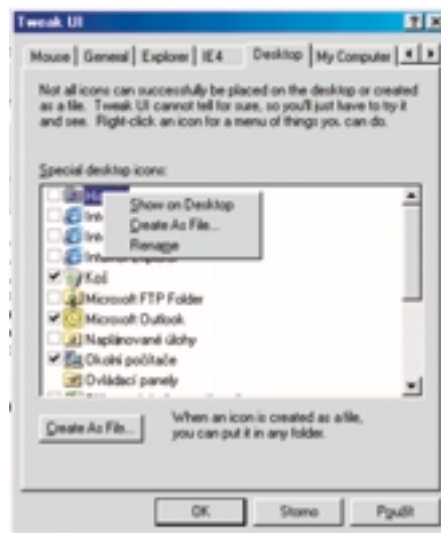 Tweak UI
Mouse General Explorer IE4 Desktop My Computer
Not all icons can successfully be placed on the desktop or created
as a file. Tweak UI cannot tell for sure, so you'll just have to try it
and see. Right-click an icon for a menu of things you can do.
Special desktop icons:
Show on Desktop
Create As File...
Rename
Koš
Microsoft FTP Folder
Microsoft Outlook
Naplánované úlohy
Okolní počítače
Ovládací panely
Create As File...
When an icon is created as a file,
you can put it in any folder.
OK Storno Použít